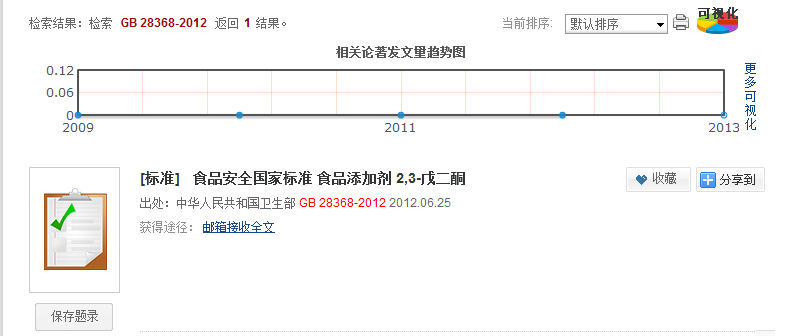 检索结果：检索 GB 28368-2012 返回 1 结果。
当前排序: 默认排序
可视化
相关论著发文量趋势图
0.12
0.06
0
2009 2011 2013
更多可视化
[标准] 食品安全国家标准 食品添加剂 2,3-戊二酮
收藏 分享到
出处：中华人民共和国卫生部 GB 28368-2012 2012.06.25
获得途径： 邮箱接收全文
保存题录